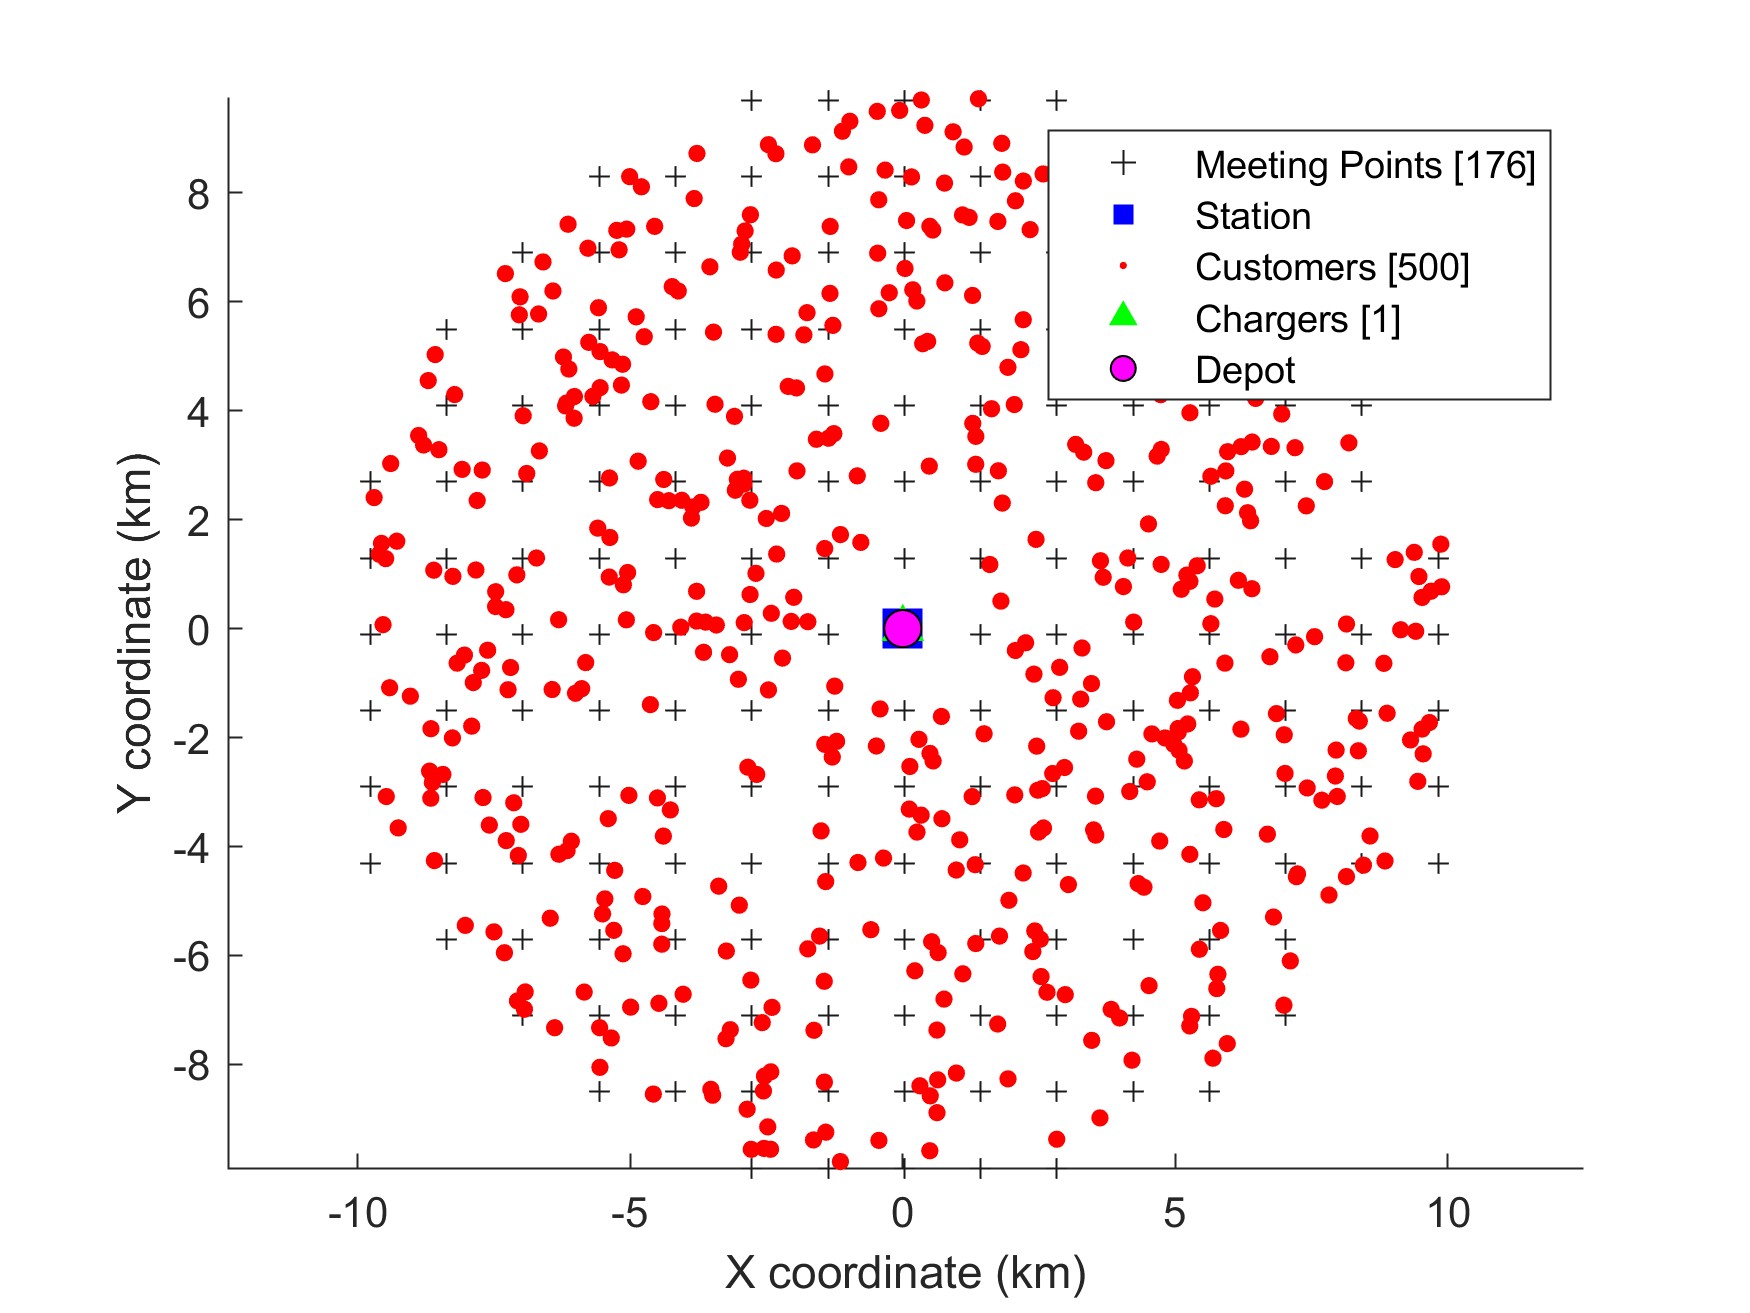 Meeting Points [176]
Station
Customers [500]
Chargers [1]
Depot
8
6
4
2
0
-2
-4
-6
-8
Y coordinate (km)
-10 -5 0 5 10
X coordinate (km)